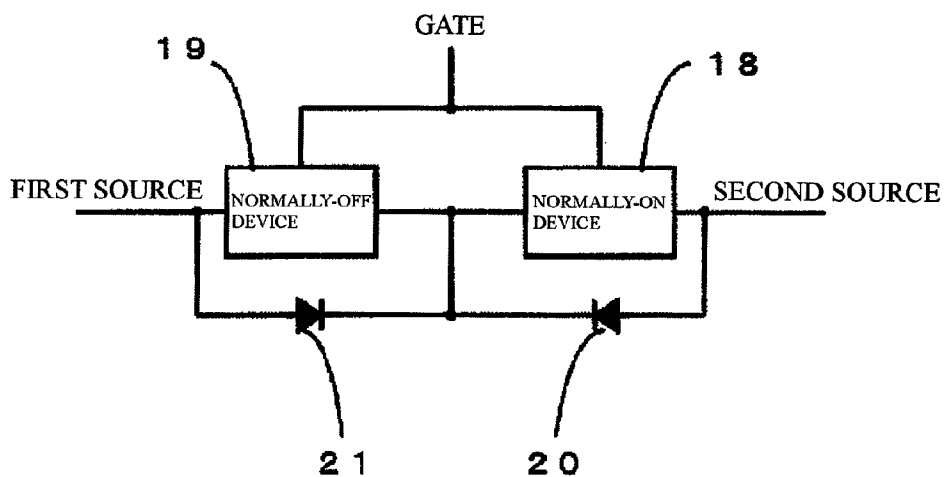 GATE
19
18
FIRST SOURCE
NORMALLY-OFF
DEVICE
NORMALLY-ON
DEVICE
SECOND SOURCE
21
20